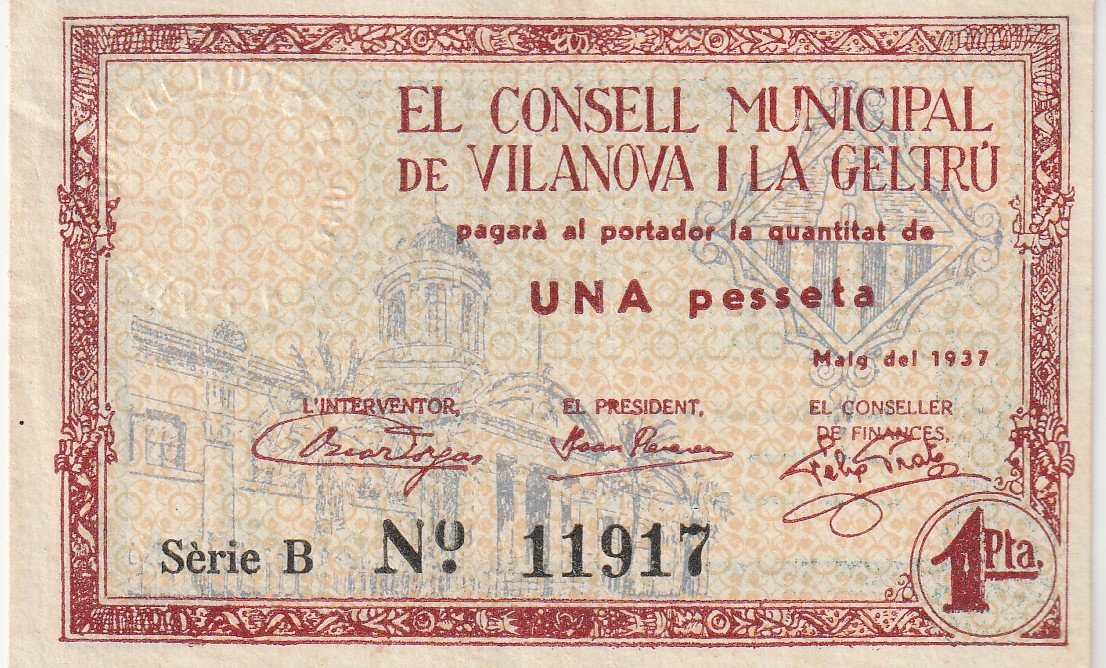 EL CONSELL MUNICIPAL
DE VILANOVA I LA GELTRÚ
pagarà al portador la quantitat de
UNA pesseta
Maig del 1937
L'INTERVENTOR,
EL PRESIDENT,
EL CONSELLER
DE FINANCES,
Sèrie B Nº. 11917
1 Pta.